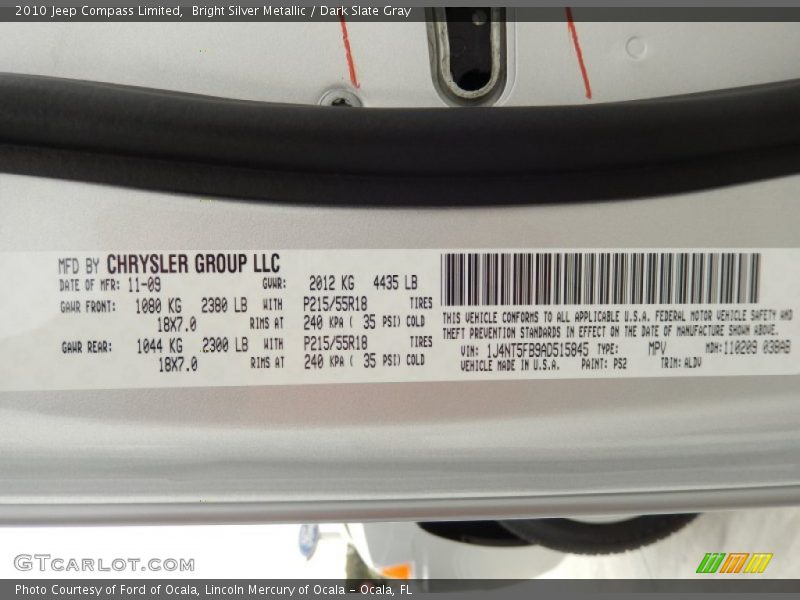 2010 Jeep Compass Limited,  Bright Silver Metallic / Dark Slate Gray
MFD BY CHRYSLER GROUP LLC
DATE OF MFR: 11-09 GVWR: 2012 KG 4435 LB
GAWR FRONT: 1080 KG 2380 LB WITH P215/55R18 TIRES
18X7.0 RIMS AT 240 KPA ( 35 PSI) COLD
GAWR REAR: 1044 KG 2300 LB WITH P215/55R18 TIRES
18X7.0 RIMS AT 240 KPA ( 35 PSI) COLD
THIS VEHICLE CONFORMS TO ALL APPLICABLE U.S.A. FEDERAL MOTOR VEHICLE SAFETY AND
THEFT PREVENTION STANDARDS IN EFFECT ON THE DATE OF MANUFACTURE SHOWN ABOVE.
VIN: 1J4NT5FB9AD515845 TYPE: MPV MDH: 110209 038AB
VEHICLE MADE IN U.S.A. PAINT: PS2 TRIM: ALDV
GTCARLOT.COM
Photo Courtesy of Ford of Ocala, Lincoln Mercury of Ocala - Ocala, FL